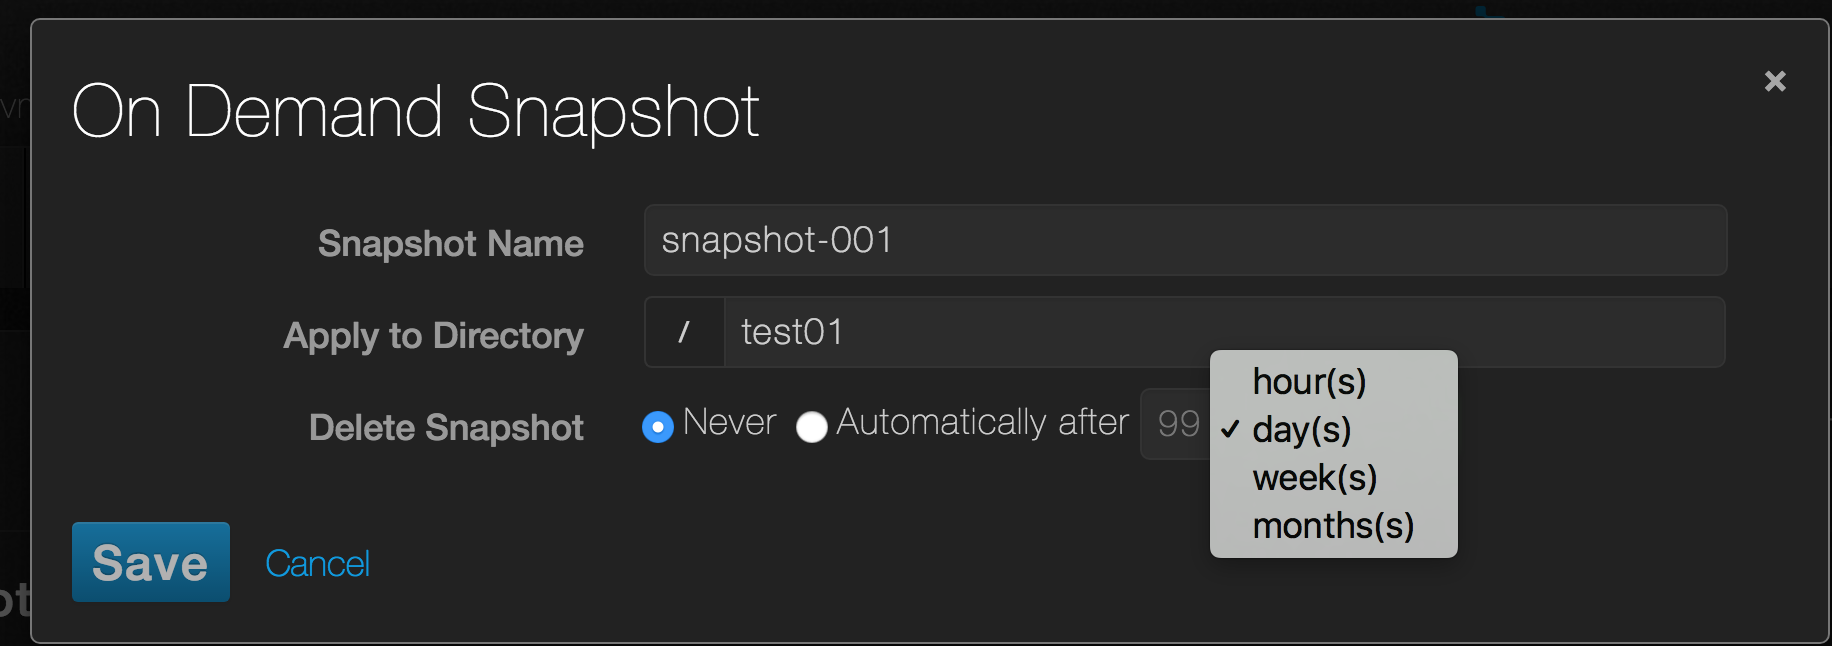 On Demand Snapshot
×
Snapshot Name
snapshot-001
Apply to Directory
/ test01
Delete Snapshot
Never Automatically after 99
hour(s)
✓ day(s)
week(s)
months(s)
Save Cancel